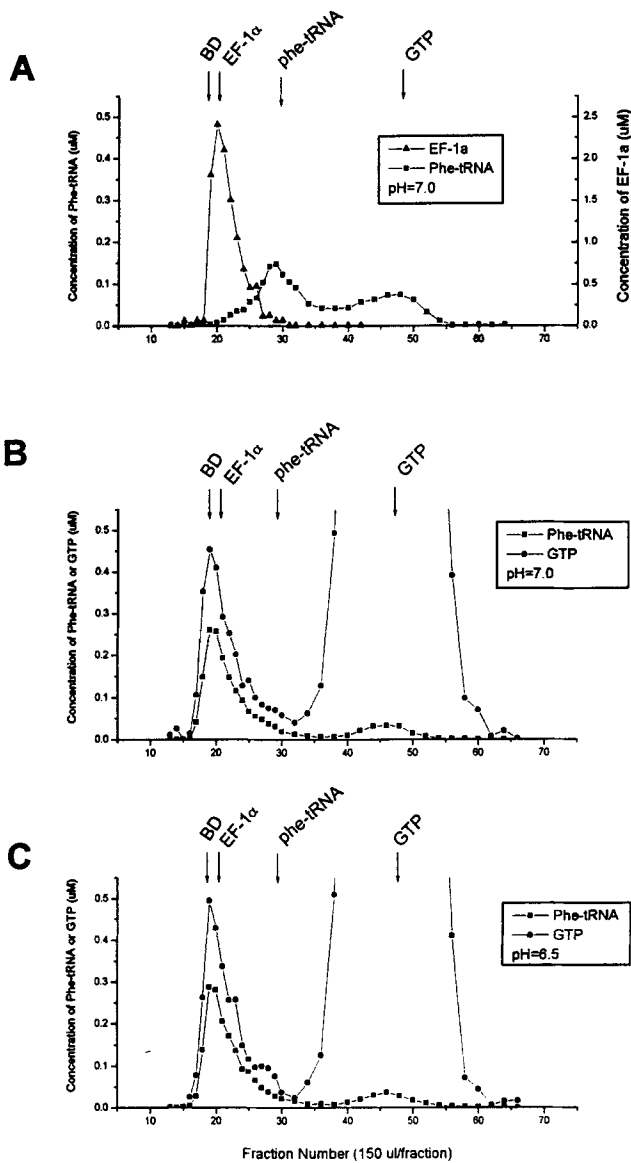 A
BD
EF-1α
phe-tRNA
GTP
Concentration of Phe-tRNA (uM)
0.5
0.4
0.3
0.2
0.1
0.0
EF-1a
Phe-tRNA
pH=7.0
2.5
2.0
1.5
1.0
0.5
0.0
Concentration of EF-1a (uM)
10 20 30 40 50 60 70
B
BD
EF-1α
phe-tRNA
GTP
Concentration of Phe-tRNA or GTP (uM)
0.5
0.4
0.3
0.2
0.1
0.0
Phe-tRNA
GTP
pH=7.0
10 20 30 40 50 60 70
C
BD
EF-1α
phe-tRNA
GTP
Concentration of Phe-tRNA or GTP (uM)
0.5
0.4
0.3
0.2
0.1
0.0
Phe-tRNA
GTP
pH=6.5
10 20 30 40 50 60 70
Fraction Number (150 ul/fraction)